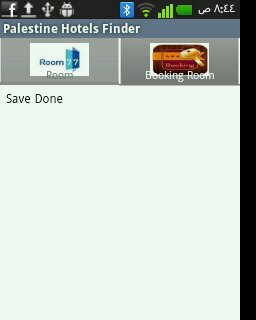 ٨:٤٤ ص
Palestine Hotels Finder
Room 77
Room
Booking
Booking Room
Save Done